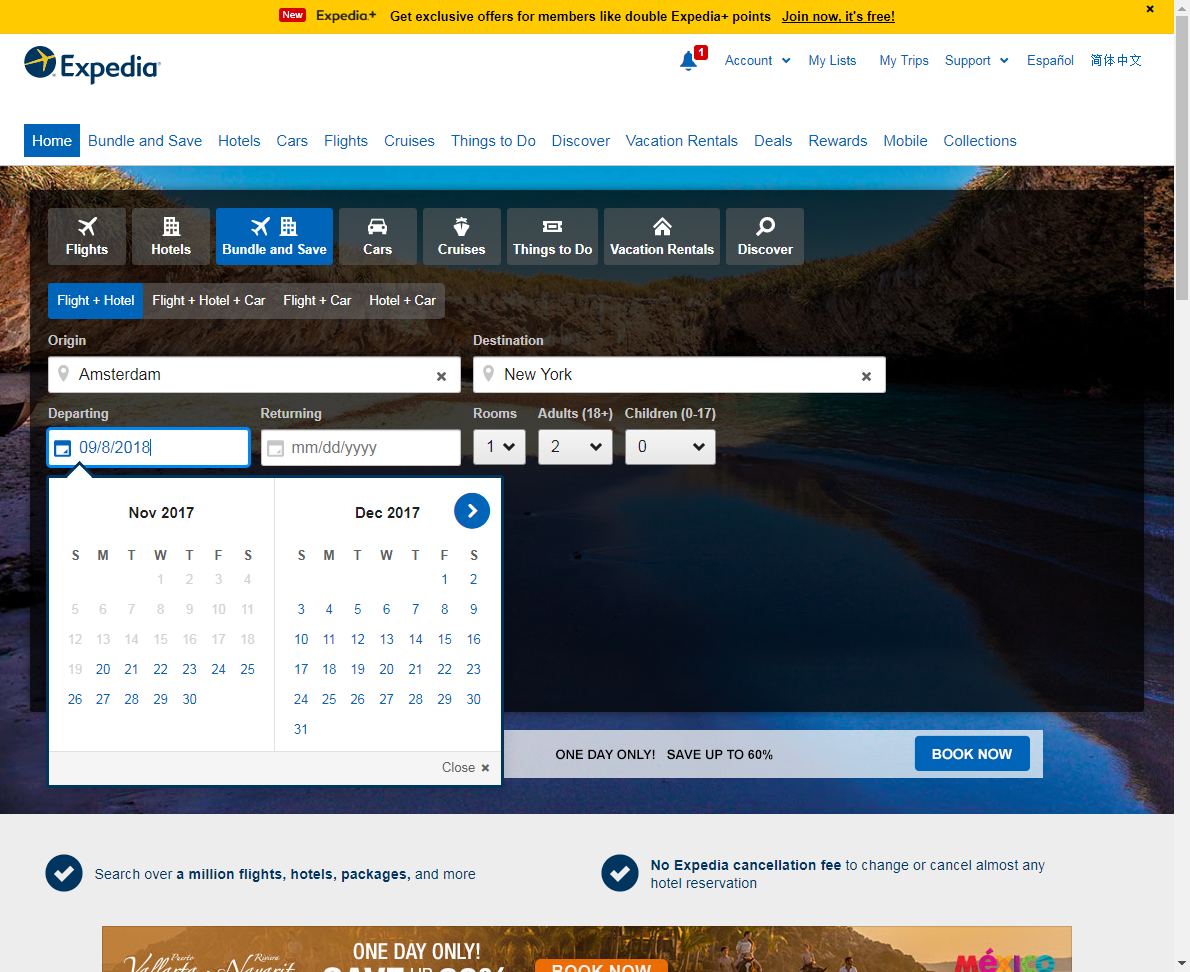 New Expedia+ Get exclusive offers for members like double Expedia+ points Join now, it's free!
Expedia
1 Account My Lists My Trips Support Español 简体中文
Home Bundle and Save Hotels Cars Flights Cruises Things to Do Discover Vacation Rentals Deals Rewards Mobile Collections
Flights Hotels Bundle and Save Cars Cruises Things to Do Vacation Rentals Discover
Flight + Hotel Flight + Hotel + Car Flight + Car Hotel + Car
Origin Destination
Amsterdam New York
Departing Returning Rooms Adults (18+) Children (0-17)
09/8/2018 mm/dd/yyyy 1 2 0
Nov 2017 Dec 2017
S M T W T F S S M T W T F S
1 2 3 4 1 2
5 6 7 8 9 10 11 3 4 5 6 7 8 9
12 13 14 15 16 17 18 10 11 12 13 14 15 16
19 20 21 22 23 24 25 17 18 19 20 21 22 23
26 27 28 29 30 24 25 26 27 28 29 30
31
ONE DAY ONLY! SAVE UP TO 60% BOOK NOW
Close
Search over a million flights, hotels, packages, and more
No Expedia cancellation fee to change or cancel almost any
hotel reservation
Puerto Vallarta Riviera Nayarit
ONE DAY ONLY!
SAVE UP
BOOK NOW
MÉXICO